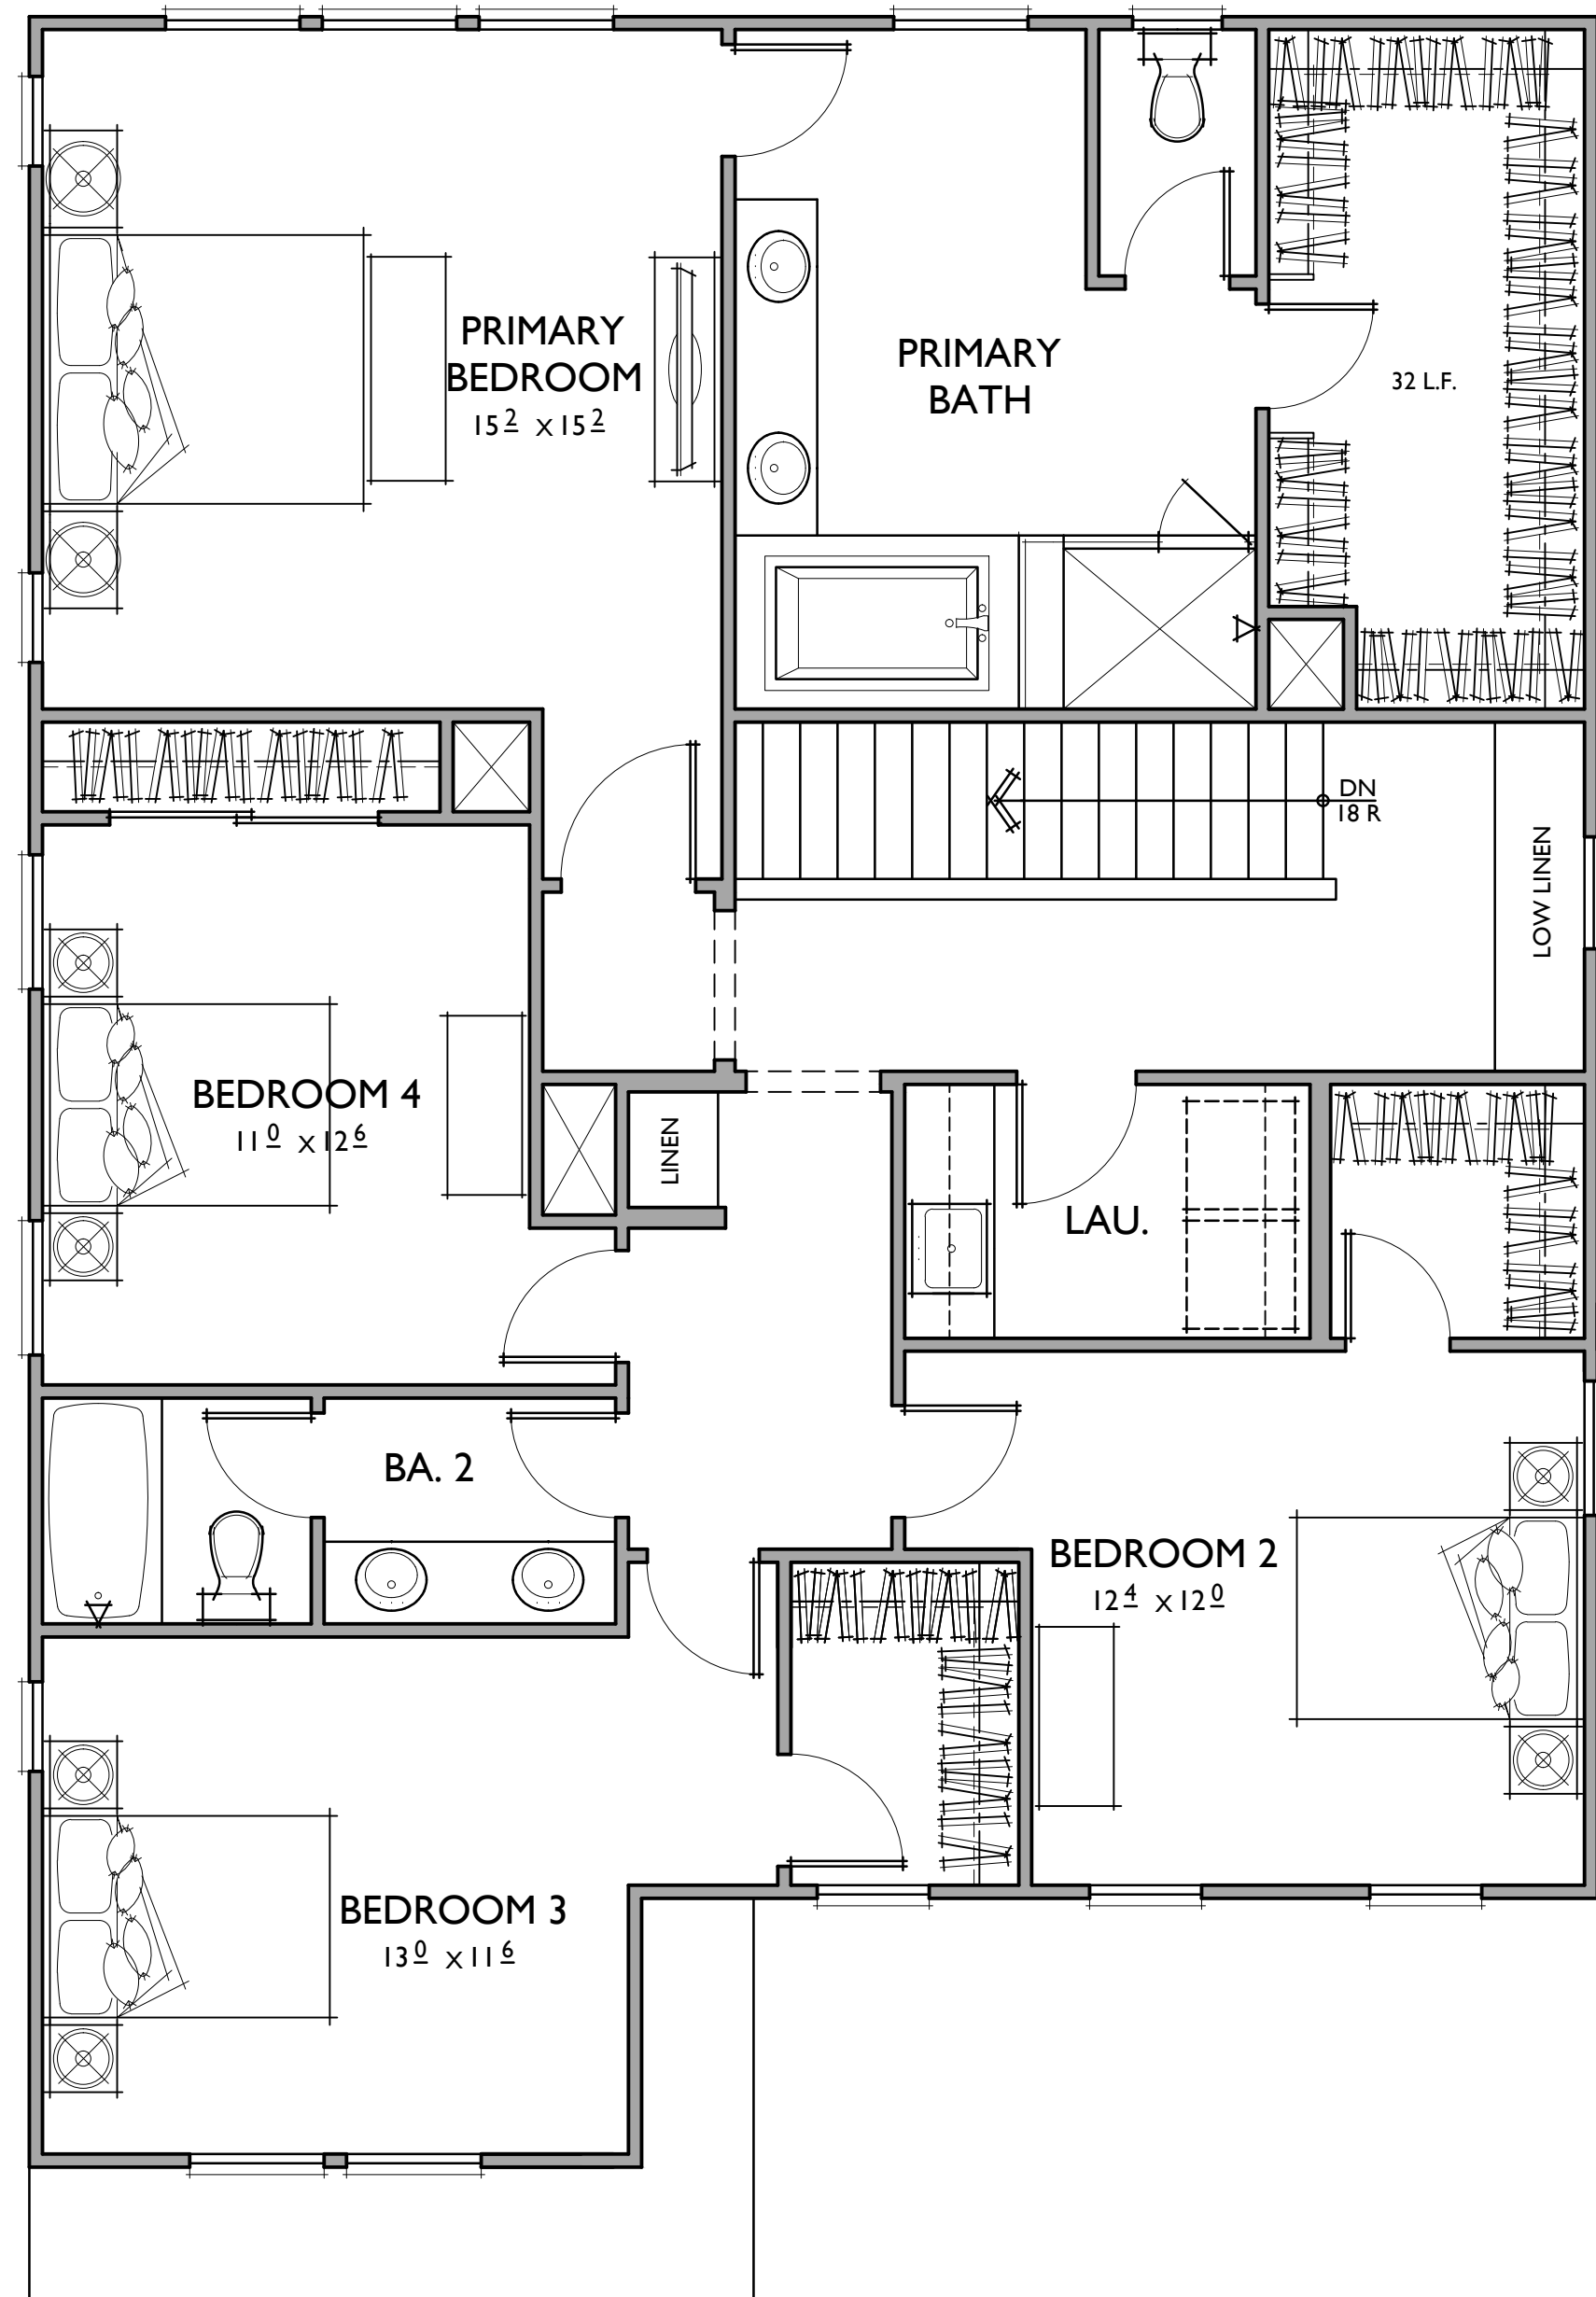 PRIMARY
BEDROOM
15 2 x 15 2
PRIMARY
BATH
32 L.F.
DN
18 R
LOW LINEN
BEDROOM 4
11 0 x 12 6
LINEN
LAU.
BA. 2
BEDROOM 2
12 4 x 12 0
BEDROOM 3
13 0 x 11 6